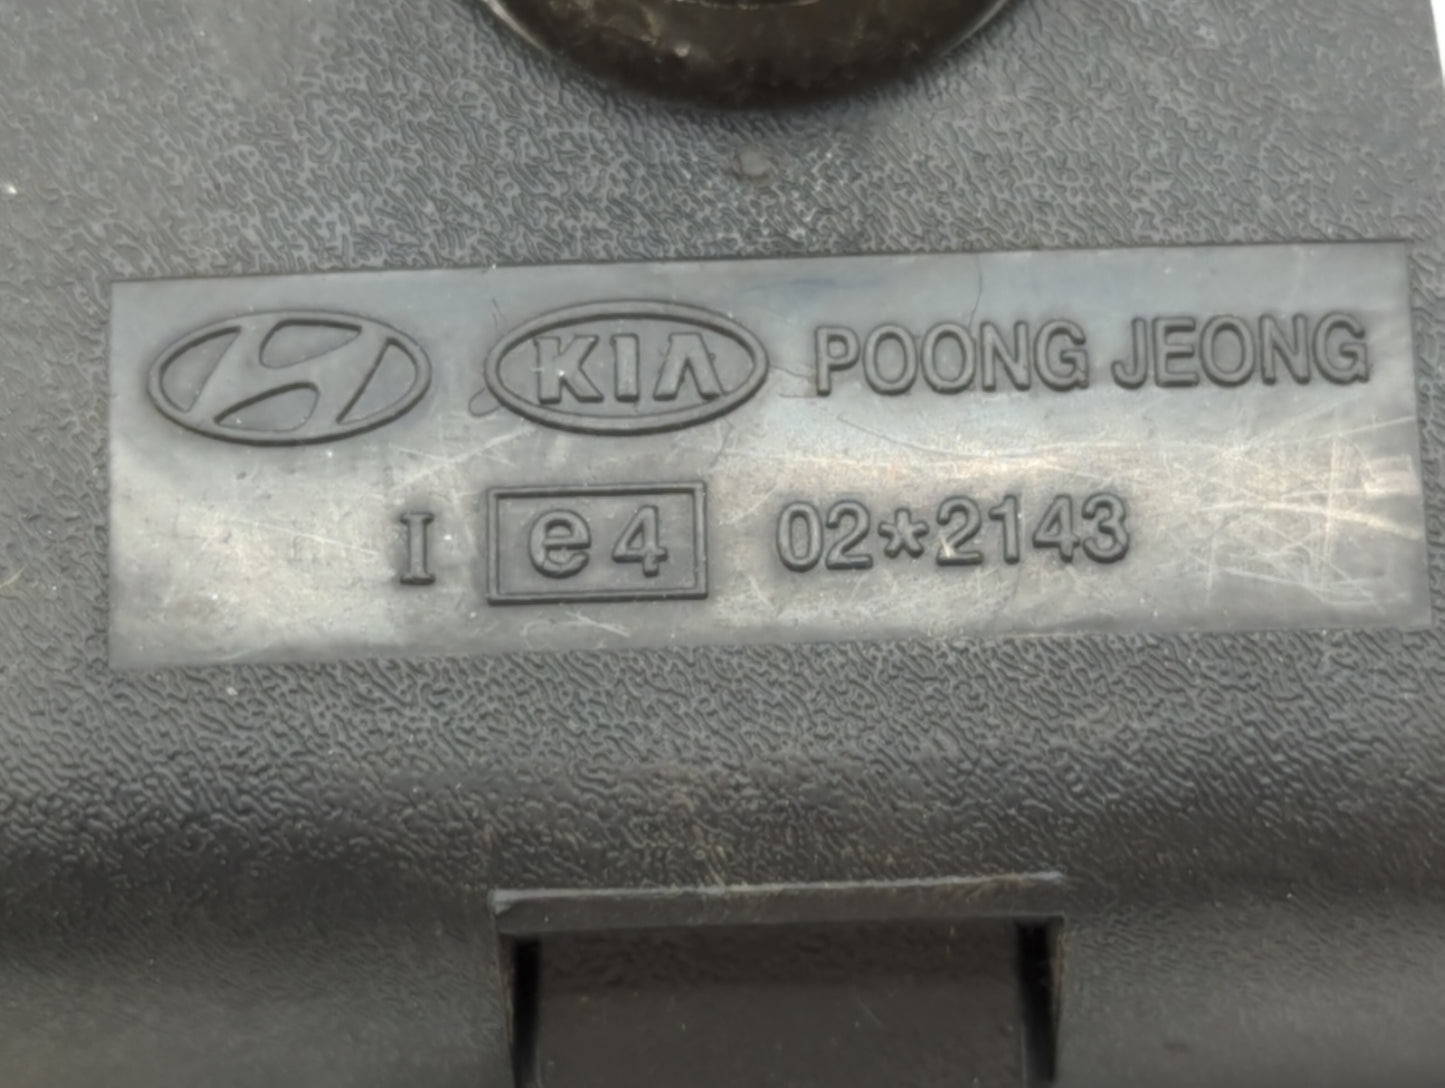 KIA POONG JEONG
I e4 02*2143